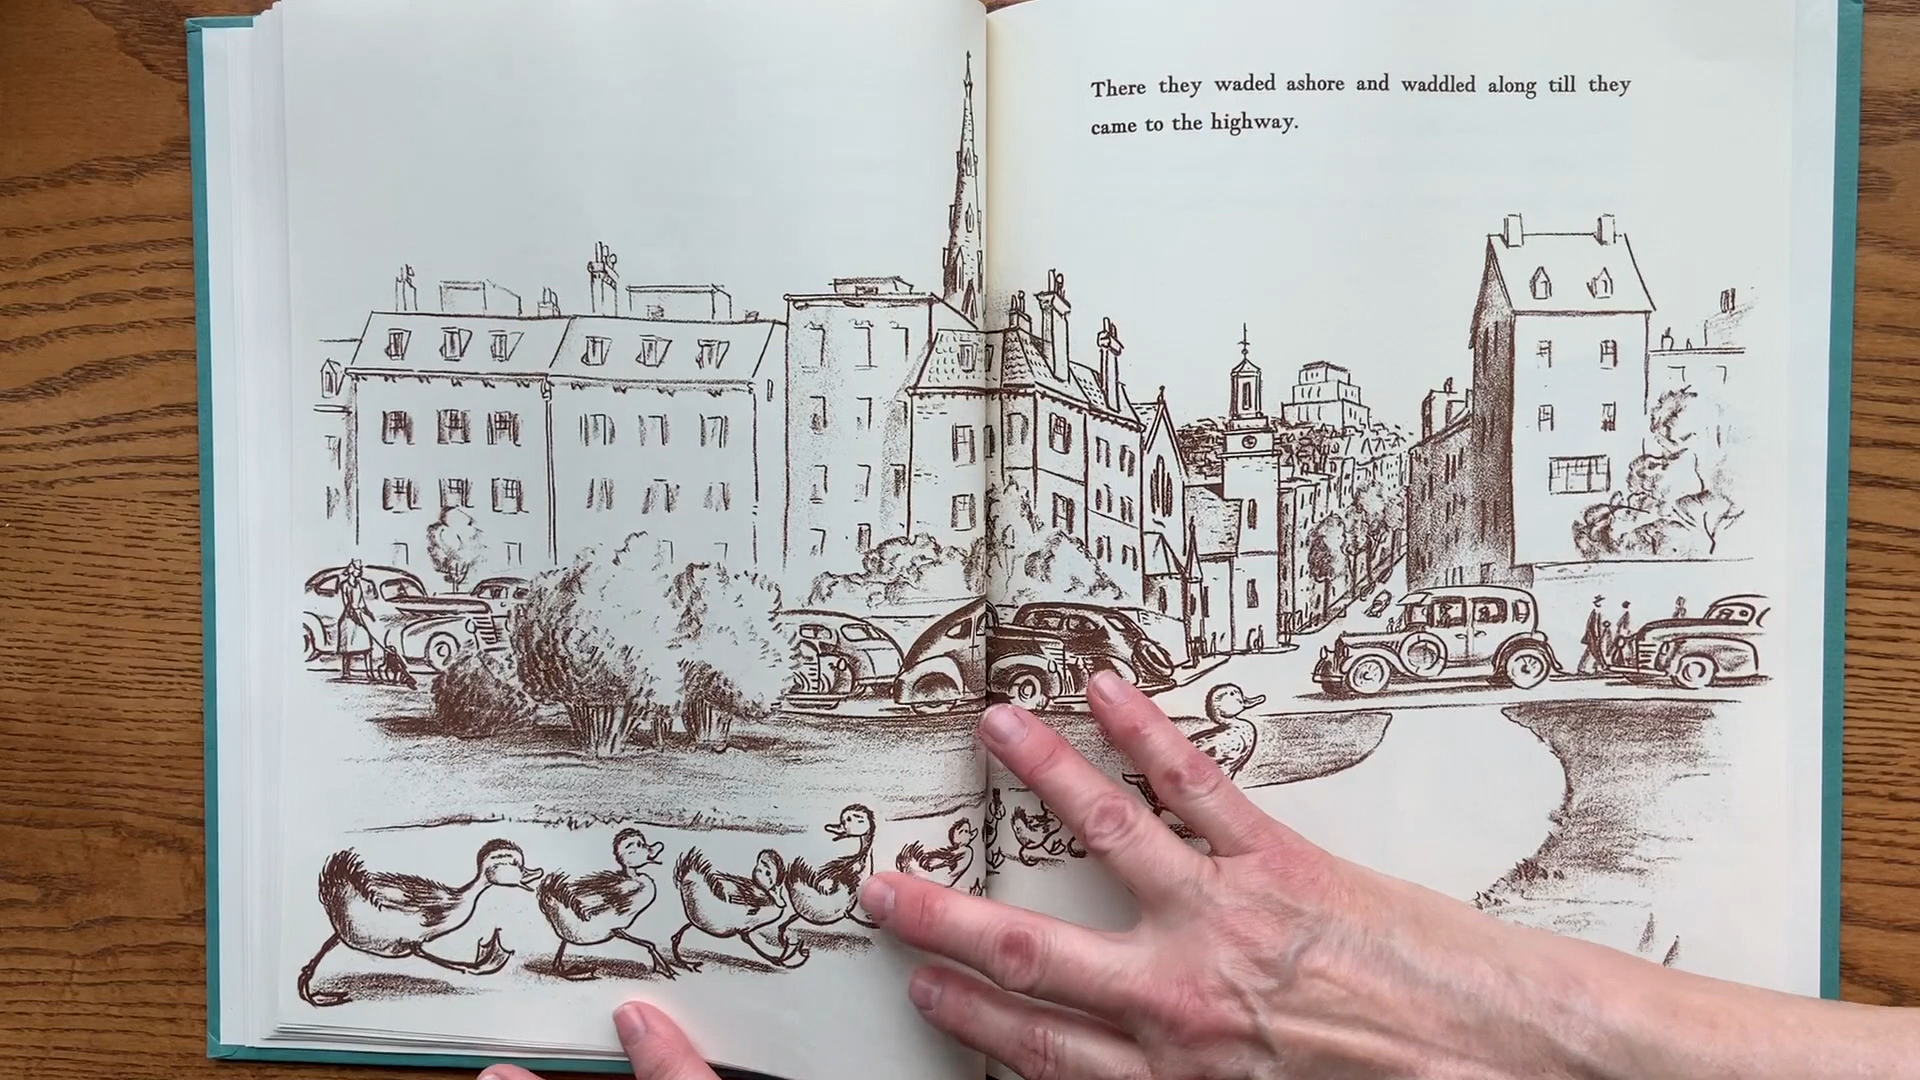 There they waded ashore and waddled along till they
came to the highway.